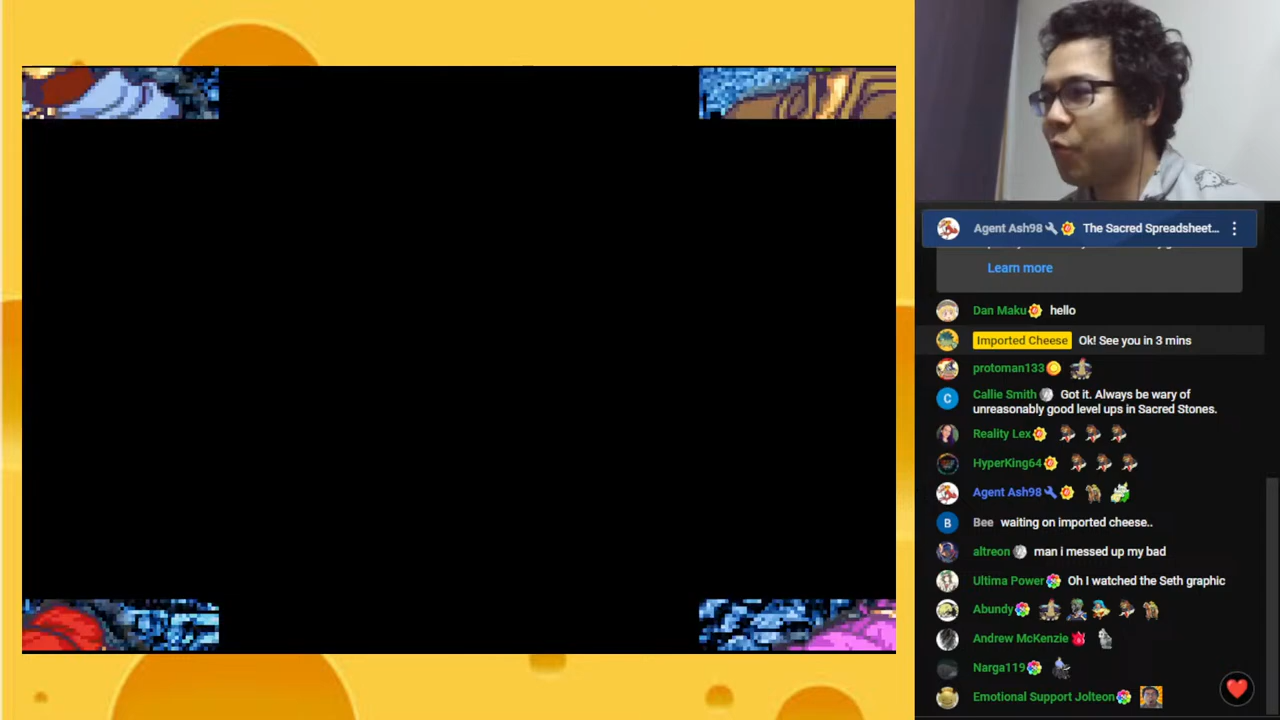 Agent Ash98 The Sacred Spreadsheet...
Learn more
Dan Maku hello
Imported Cheese Ok! See you in 3 mins
protoman133
Callie Smith Got it. Always be wary of
unreasonably good level ups in Sacred Stones.
Reality Lex
HyperKing64
Agent Ash98
B Bee waiting on imported cheese..
altreon man i messed up my bad
Ultima Power Oh I watched the Seth graphic
Abundy
Andrew McKenzie
Narga119
Emotional Support Jolteon